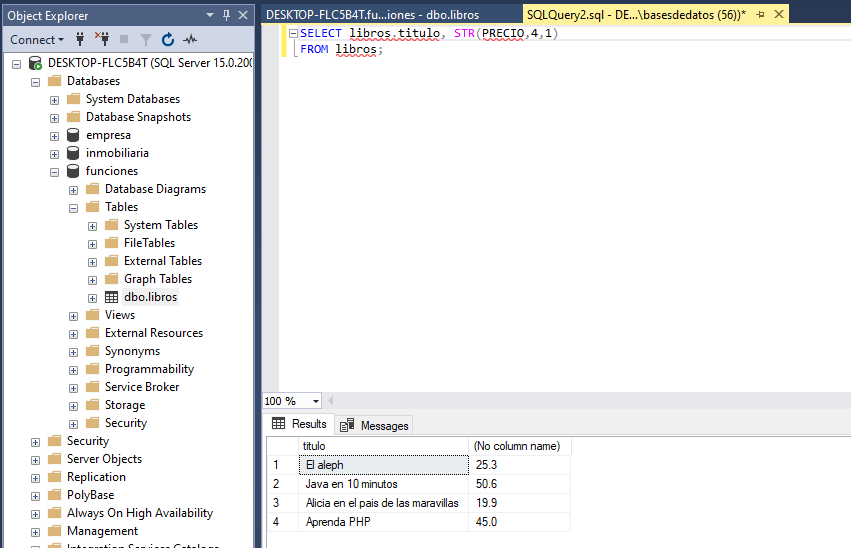 Object Explorer
Connect
DESKTOP-FLC5B4T (SQL Server 15.0.200
Databases
System Databases
Database Snapshots
empresa
inmobiliaria
funciones
Database Diagrams
Tables
System Tables
FileTables
External Tables
Graph Tables
dbo.libros
Views
External Resources
Synonyms
Programmability
Service Broker
Storage
Security
Security
Server Objects
Replication
PolyBase
Always On High Availability
Management
Integration Services Catalogs
DESKTOP-FLC5B4T.fu...iones - dbo.libros
SQLQuery2.sql - DE...\basesdedatos (56))*
SELECT libros.titulo, STR(PRECIO,4,1)
FROM libros;
100 %
Results
Messages
titulo (No column name)
1 El aleph 25.3
2 Java en 10 minutos 50.6
3 Alicia en el pais de las maravillas 19.9
4 Aprenda PHP 45.0